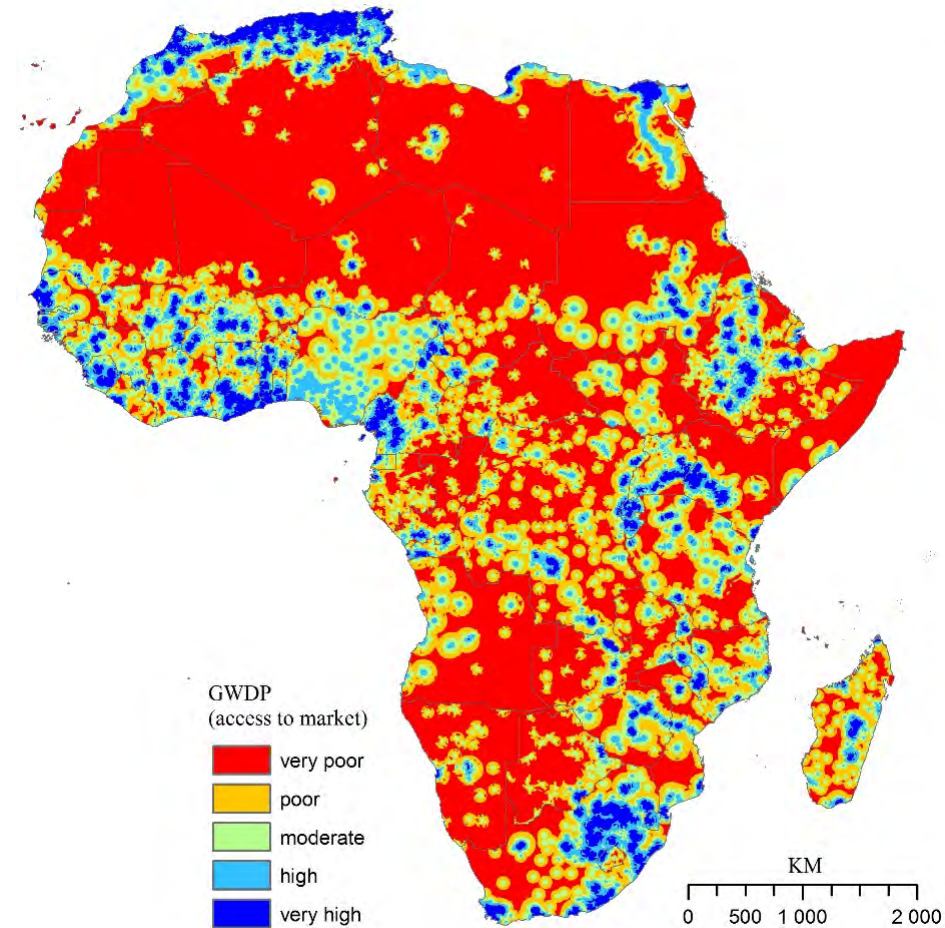 GWDP
(access to market)
very poor
poor
moderate
high
very high
KM
0 500 1 000 2 000